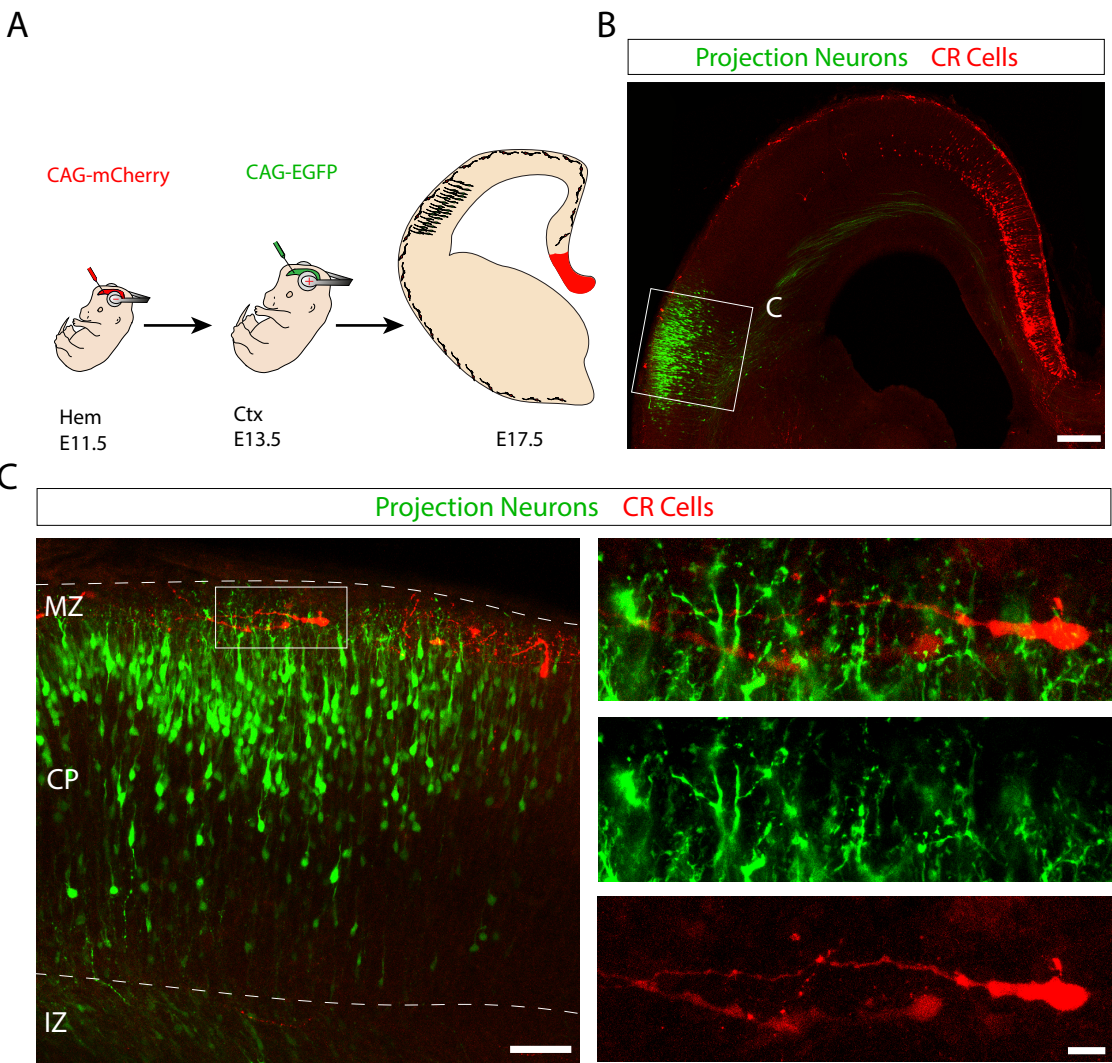 A
CAG-mCherry
CAG-EGFP
Hem
E11.5
Ctx
E13.5
E17.5
B
Projection Neurons CR Cells
C
C
Projection Neurons CR Cells
MZ
CP
IZ